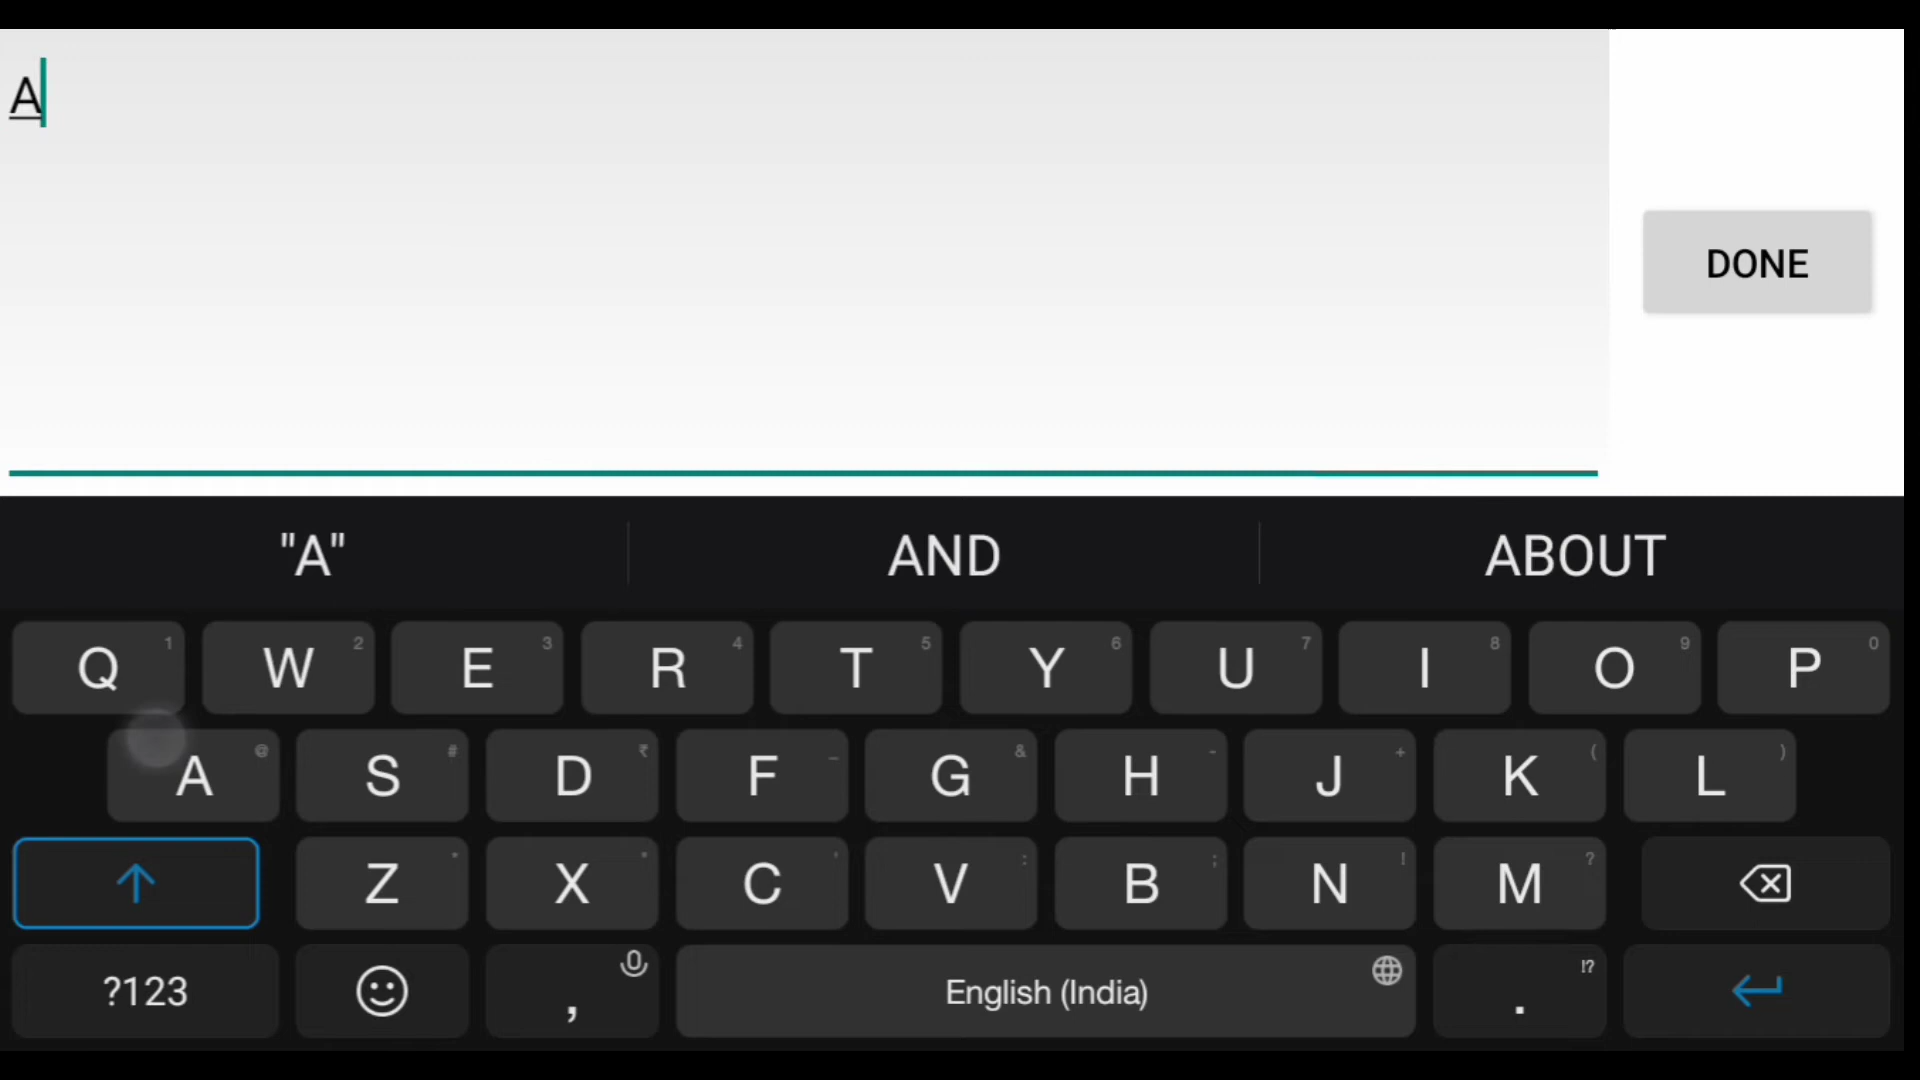 A
DONE
"A" AND ABOUT
Q 1 W 2 E 3 R 4 T 5 Y 6 U 7 I 8 O 9 P 0
A @ S # D ₹ F _ G & H - J + K ( L )
Z X C ' V : B ; N ! M ?
?123 , English (India) . !?